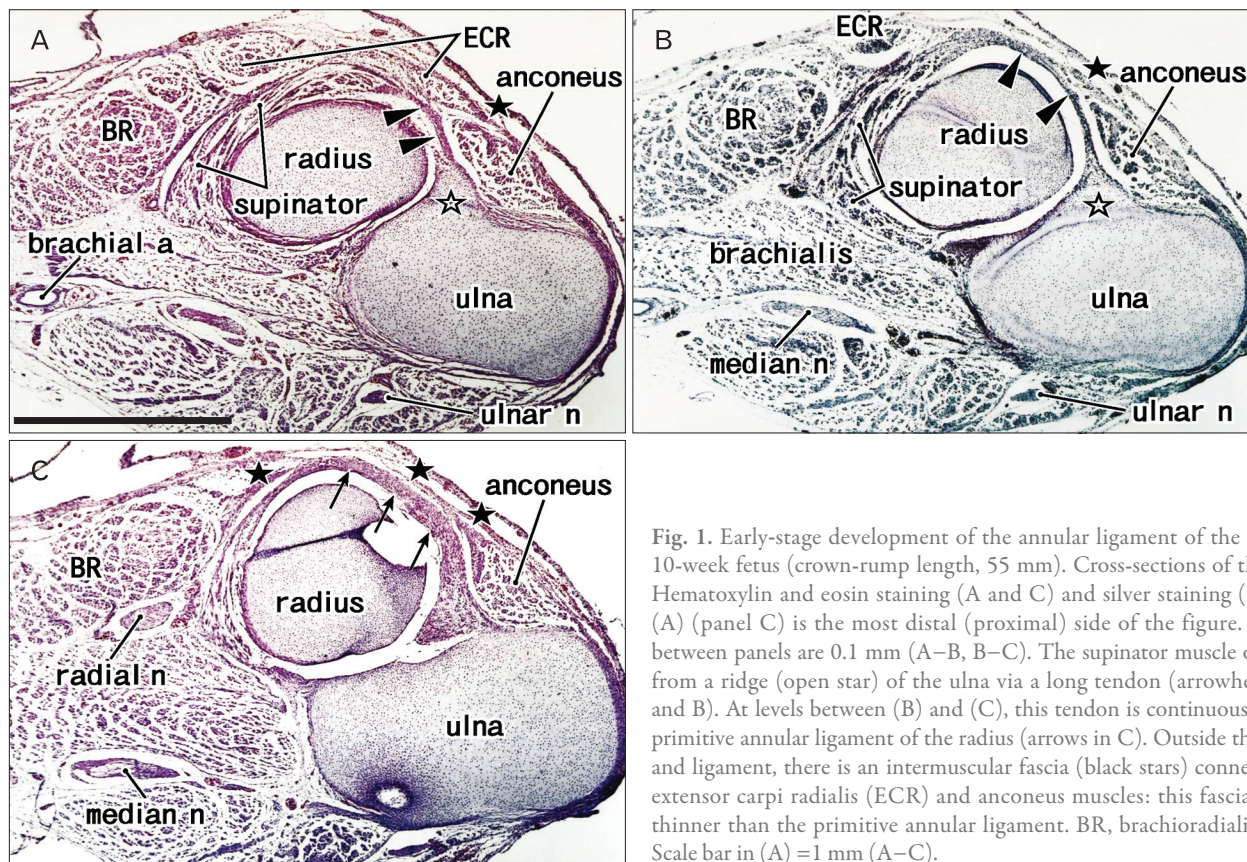 A
ECR
anconeus
BR
radius
supinator
brachial a
ulna
ulnar n
B
ECR
anconeus
BR
radius
supinator
brachialis
ulna
median n
ulnar n
C
anconeus
BR
radius
radial n
ulna
median n
Fig. 1. Early-stage development of the annular ligament of the
10-week fetus (crown-rump length, 55 mm). Cross-sections of
Hematoxylin and eosin staining (A and C) and silver staining
(A) (panel C) is the most distal (proximal) side of the figure.
between panels are 0.1 mm (A–B, B–C). The supinator muscle
from a ridge (open star) of the ulna via a long tendon
and B). At levels between (B) and (C), this tendon is continuous
primitive annular ligament of the radius (arrows in C). Outside
and ligament, there is an intermuscular fascia (black stars)
extensor carpi radialis (ECR) and anconeus muscles: this fascia
thinner than the primitive annular ligament. BR,
Scale bar in (A) =1 mm (A–C).